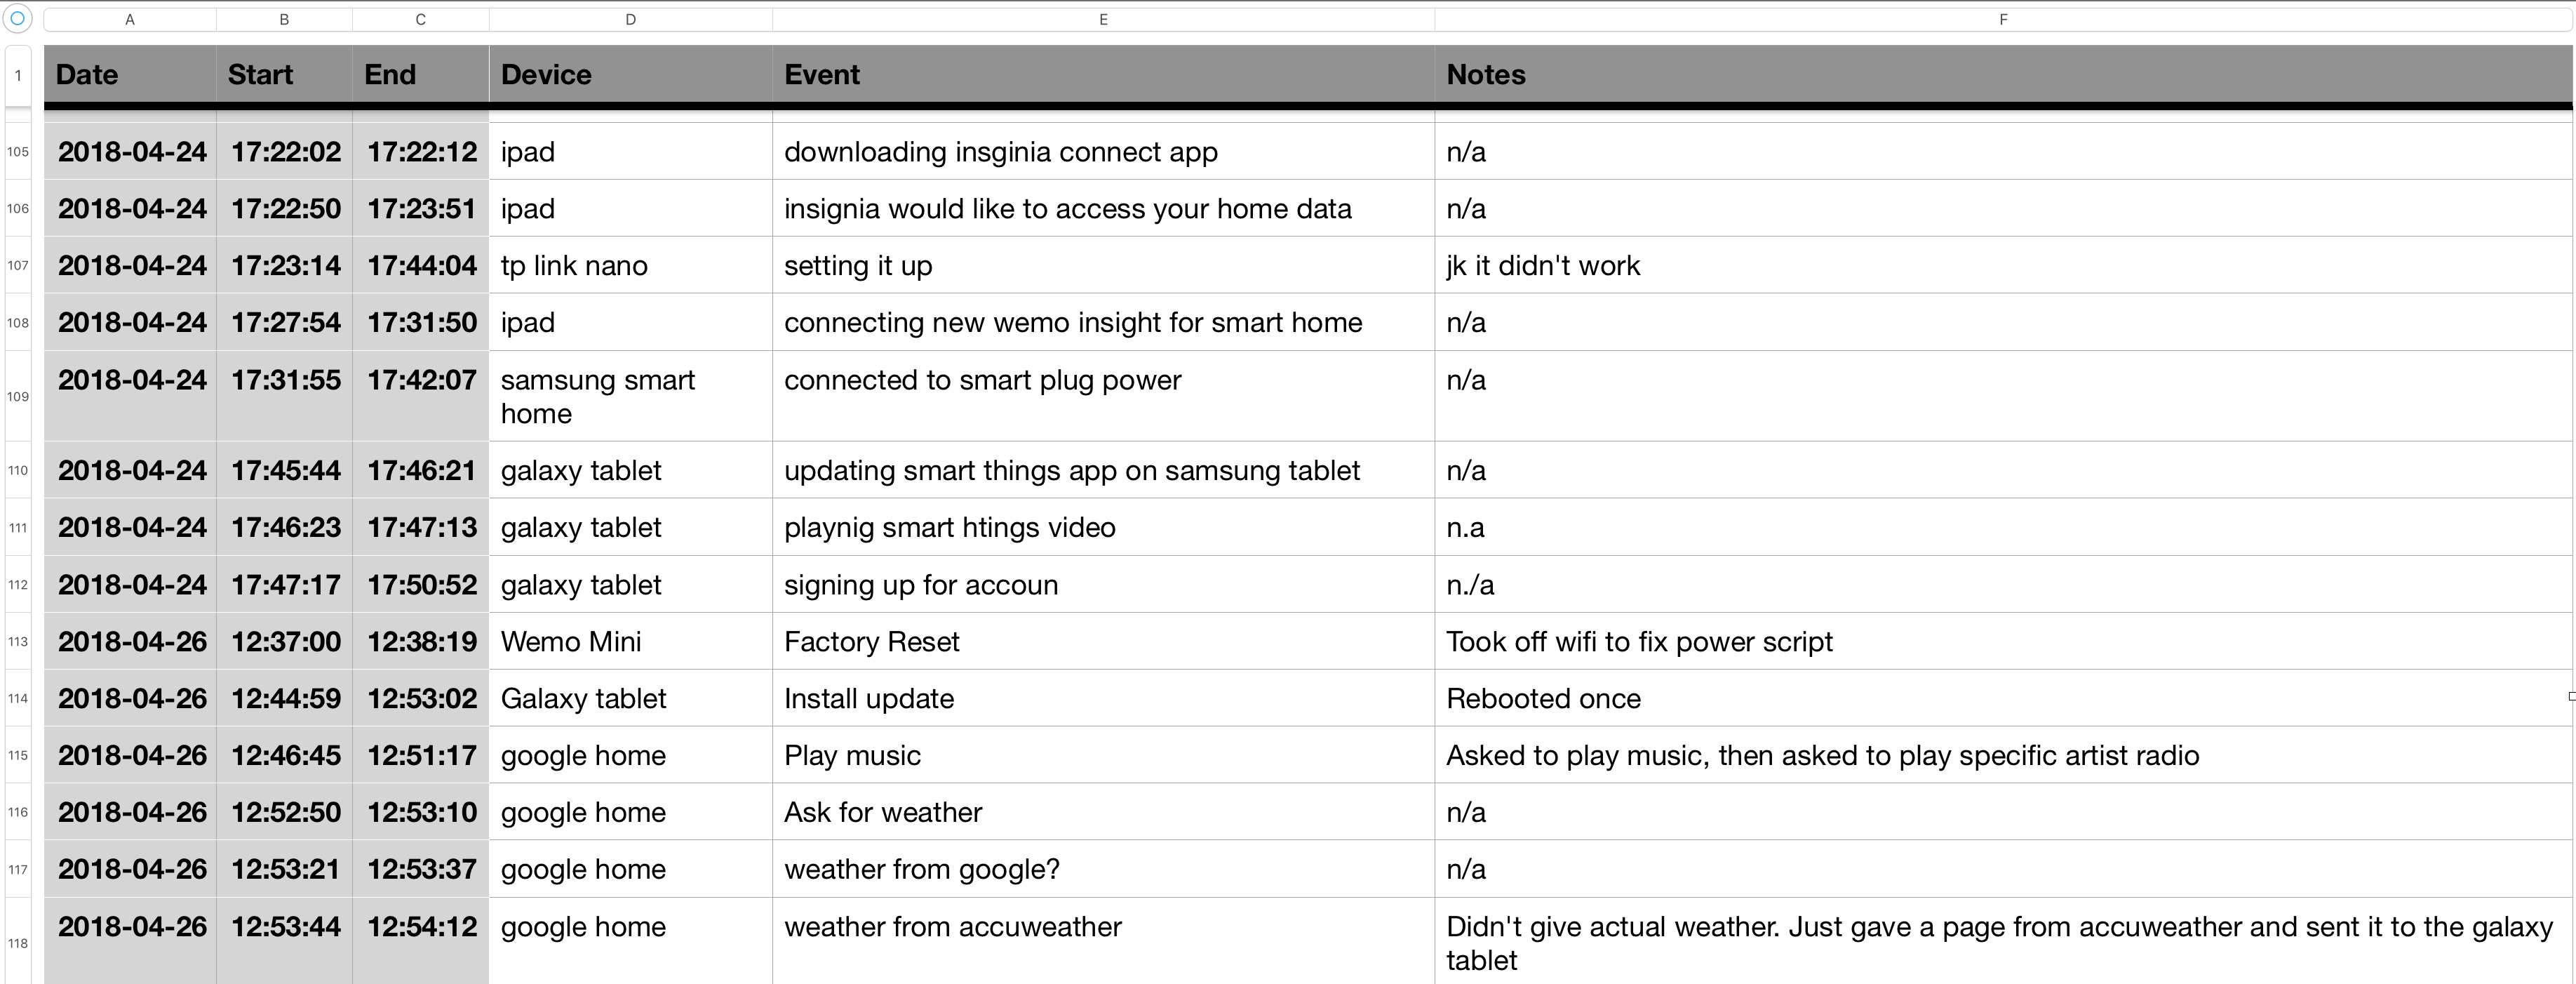 A B C D E F
1 Date Start End Device Event Notes
105 2018-04-24 17:22:02 17:22:12 ipad downloading insginia connect app n/a
106 2018-04-24 17:22:50 17:23:51 ipad insignia would like to access your home data n/a
107 2018-04-24 17:23:14 17:44:04 tp link nano setting it up jk it didn't work
108 2018-04-24 17:27:54 17:31:50 ipad connecting new wemo insight for smart home n/a
109 2018-04-24 17:31:55 17:42:07 samsung smart connected to smart plug power n/a
home
110 2018-04-24 17:45:44 17:46:21 galaxy tablet updating smart things app on samsung tablet n/a
111 2018-04-24 17:46:23 17:47:13 galaxy tablet playnig smart htings video n.a
112 2018-04-24 17:47:17 17:50:52 galaxy tablet signing up for accoun n./a
113 2018-04-26 12:37:00 12:38:19 Wemo Mini Factory Reset Took off wifi to fix power script
114 2018-04-26 12:44:59 12:53:02 Galaxy tablet Install update Rebooted once
115 2018-04-26 12:46:45 12:51:17 google home Play music Asked to play music, then asked to play specific artist radio
116 2018-04-26 12:52:50 12:53:10 google home Ask for weather n/a
117 2018-04-26 12:53:21 12:53:37 google home weather from google? n/a
118 2018-04-26 12:53:44 12:54:12 google home weather from accuweather Didn't give actual weather. Just gave a page from accuweather and sent it to the galaxy
tablet